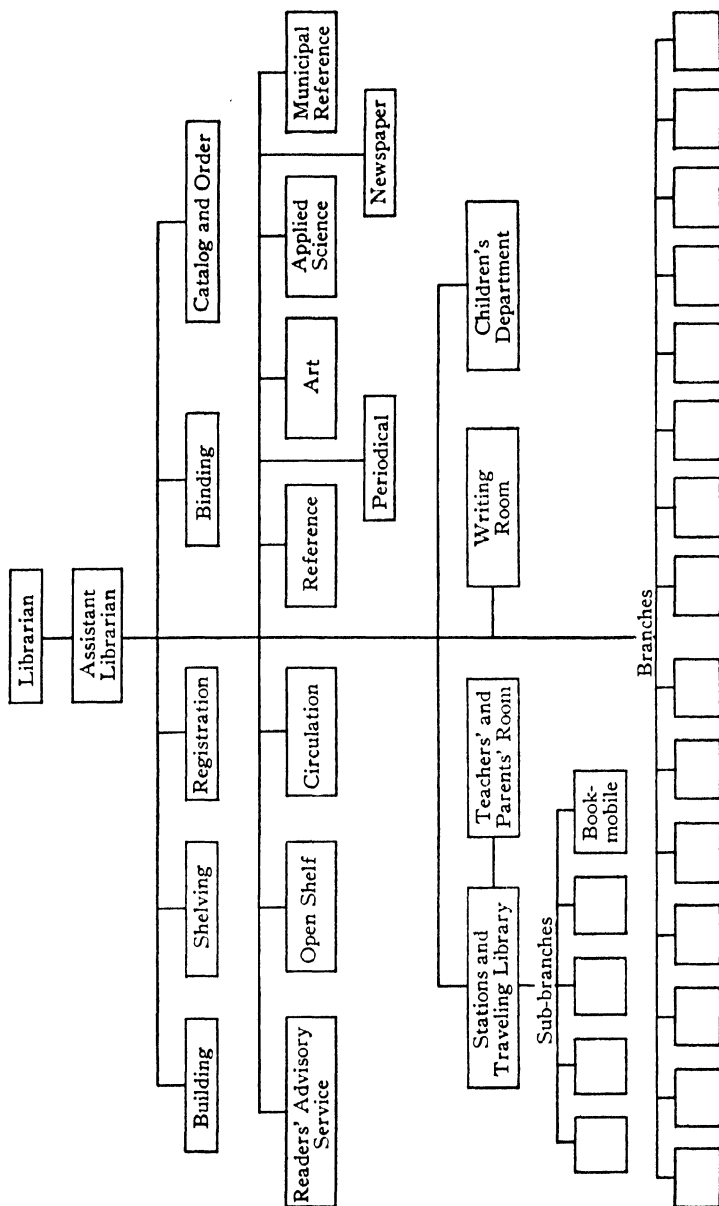 Librarian
Assistant
Librarian
Building
Shelving
Registration
Binding
Catalog and Order
Readers' Advisory
Service
Open Shelf
Circulation
Reference
Art
Applied
Science
Municipal
Reference
Periodical
Newspaper
Stations and
Traveling Library
Teachers' and
Parents' Room
Writing
Room
Children's
Department
Sub-branches
Book-
mobile
Branches